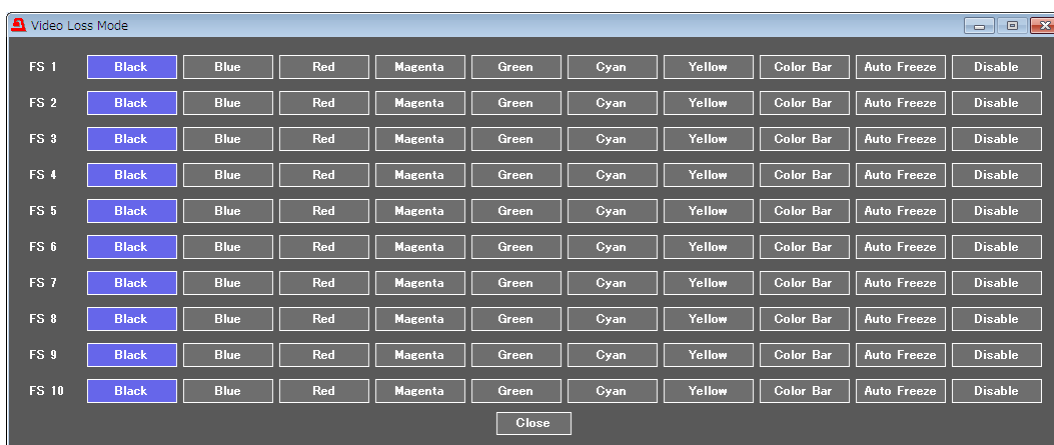 Video Loss Mode
FS 1 Black Blue Red Magenta Green Cyan Yellow Color Bar Auto Freeze Disable
FS 2 Black Blue Red Magenta Green Cyan Yellow Color Bar Auto Freeze Disable
FS 3 Black Blue Red Magenta Green Cyan Yellow Color Bar Auto Freeze Disable
FS 4 Black Blue Red Magenta Green Cyan Yellow Color Bar Auto Freeze Disable
FS 5 Black Blue Red Magenta Green Cyan Yellow Color Bar Auto Freeze Disable
FS 6 Black Blue Red Magenta Green Cyan Yellow Color Bar Auto Freeze Disable
FS 7 Black Blue Red Magenta Green Cyan Yellow Color Bar Auto Freeze Disable
FS 8 Black Blue Red Magenta Green Cyan Yellow Color Bar Auto Freeze Disable
FS 9 Black Blue Red Magenta Green Cyan Yellow Color Bar Auto Freeze Disable
FS 10 Black Blue Red Magenta Green Cyan Yellow Color Bar Auto Freeze Disable
Close